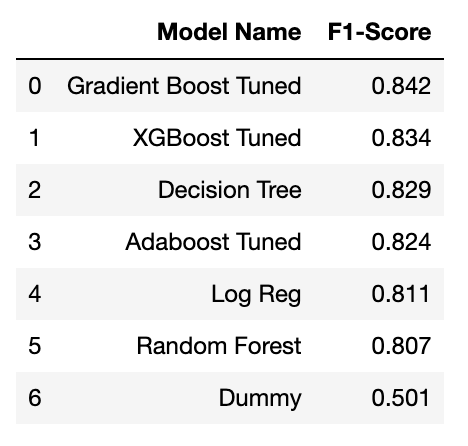 Model Name F1-Score
0 Gradient Boost Tuned 0.842
1 XGBoost Tuned 0.834
2 Decision Tree 0.829
3 Adaboost Tuned 0.824
4 Log Reg 0.811
5 Random Forest 0.807
6 Dummy 0.501